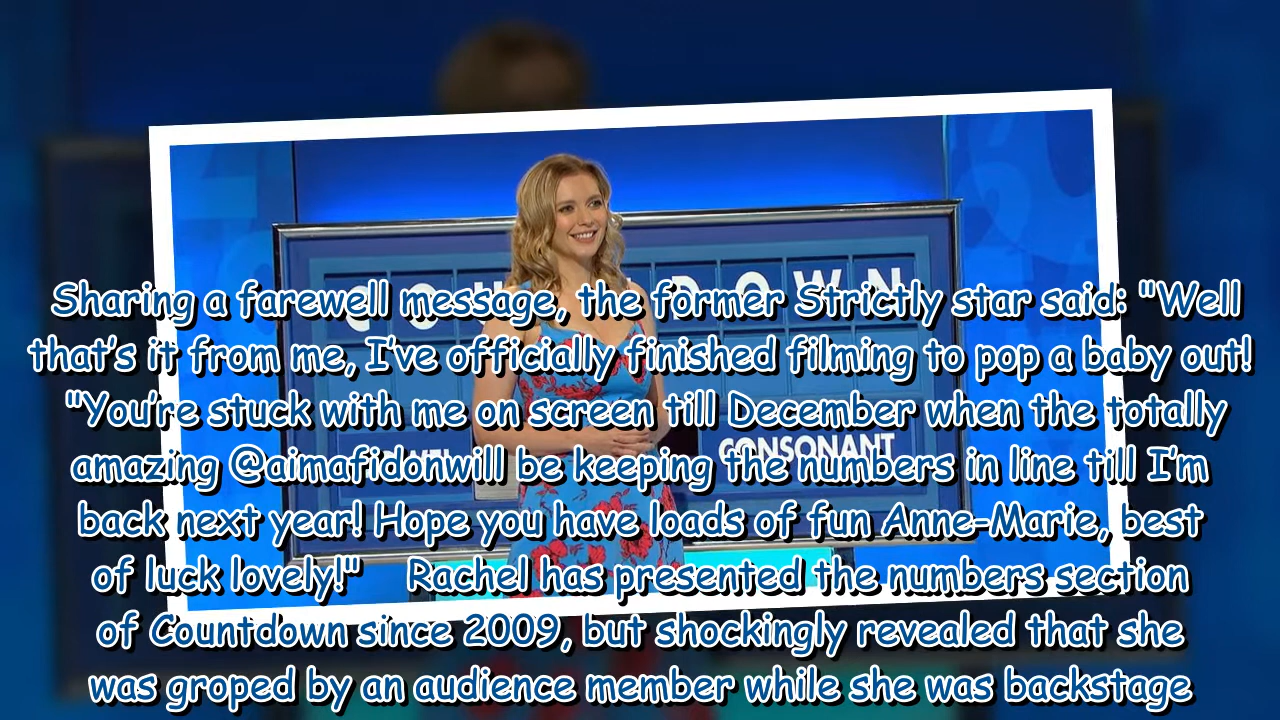 COU DOWN
Sharing a farewell message, the former Strictly star said: "Well
that's it from me, I've officially finished filming to pop a baby out!
"You're stuck with me on screen till December when the totally
amazing @aimafidonwill be keeping the numbers in line till I'm
CONSONANT
back next year! Hope you have loads of fun Anne-Marie, best
of luck lovely!" Rachel has presented the numbers section
of Countdown since 2009, but shockingly revealed that she
was groped by an audience member while she was backstage